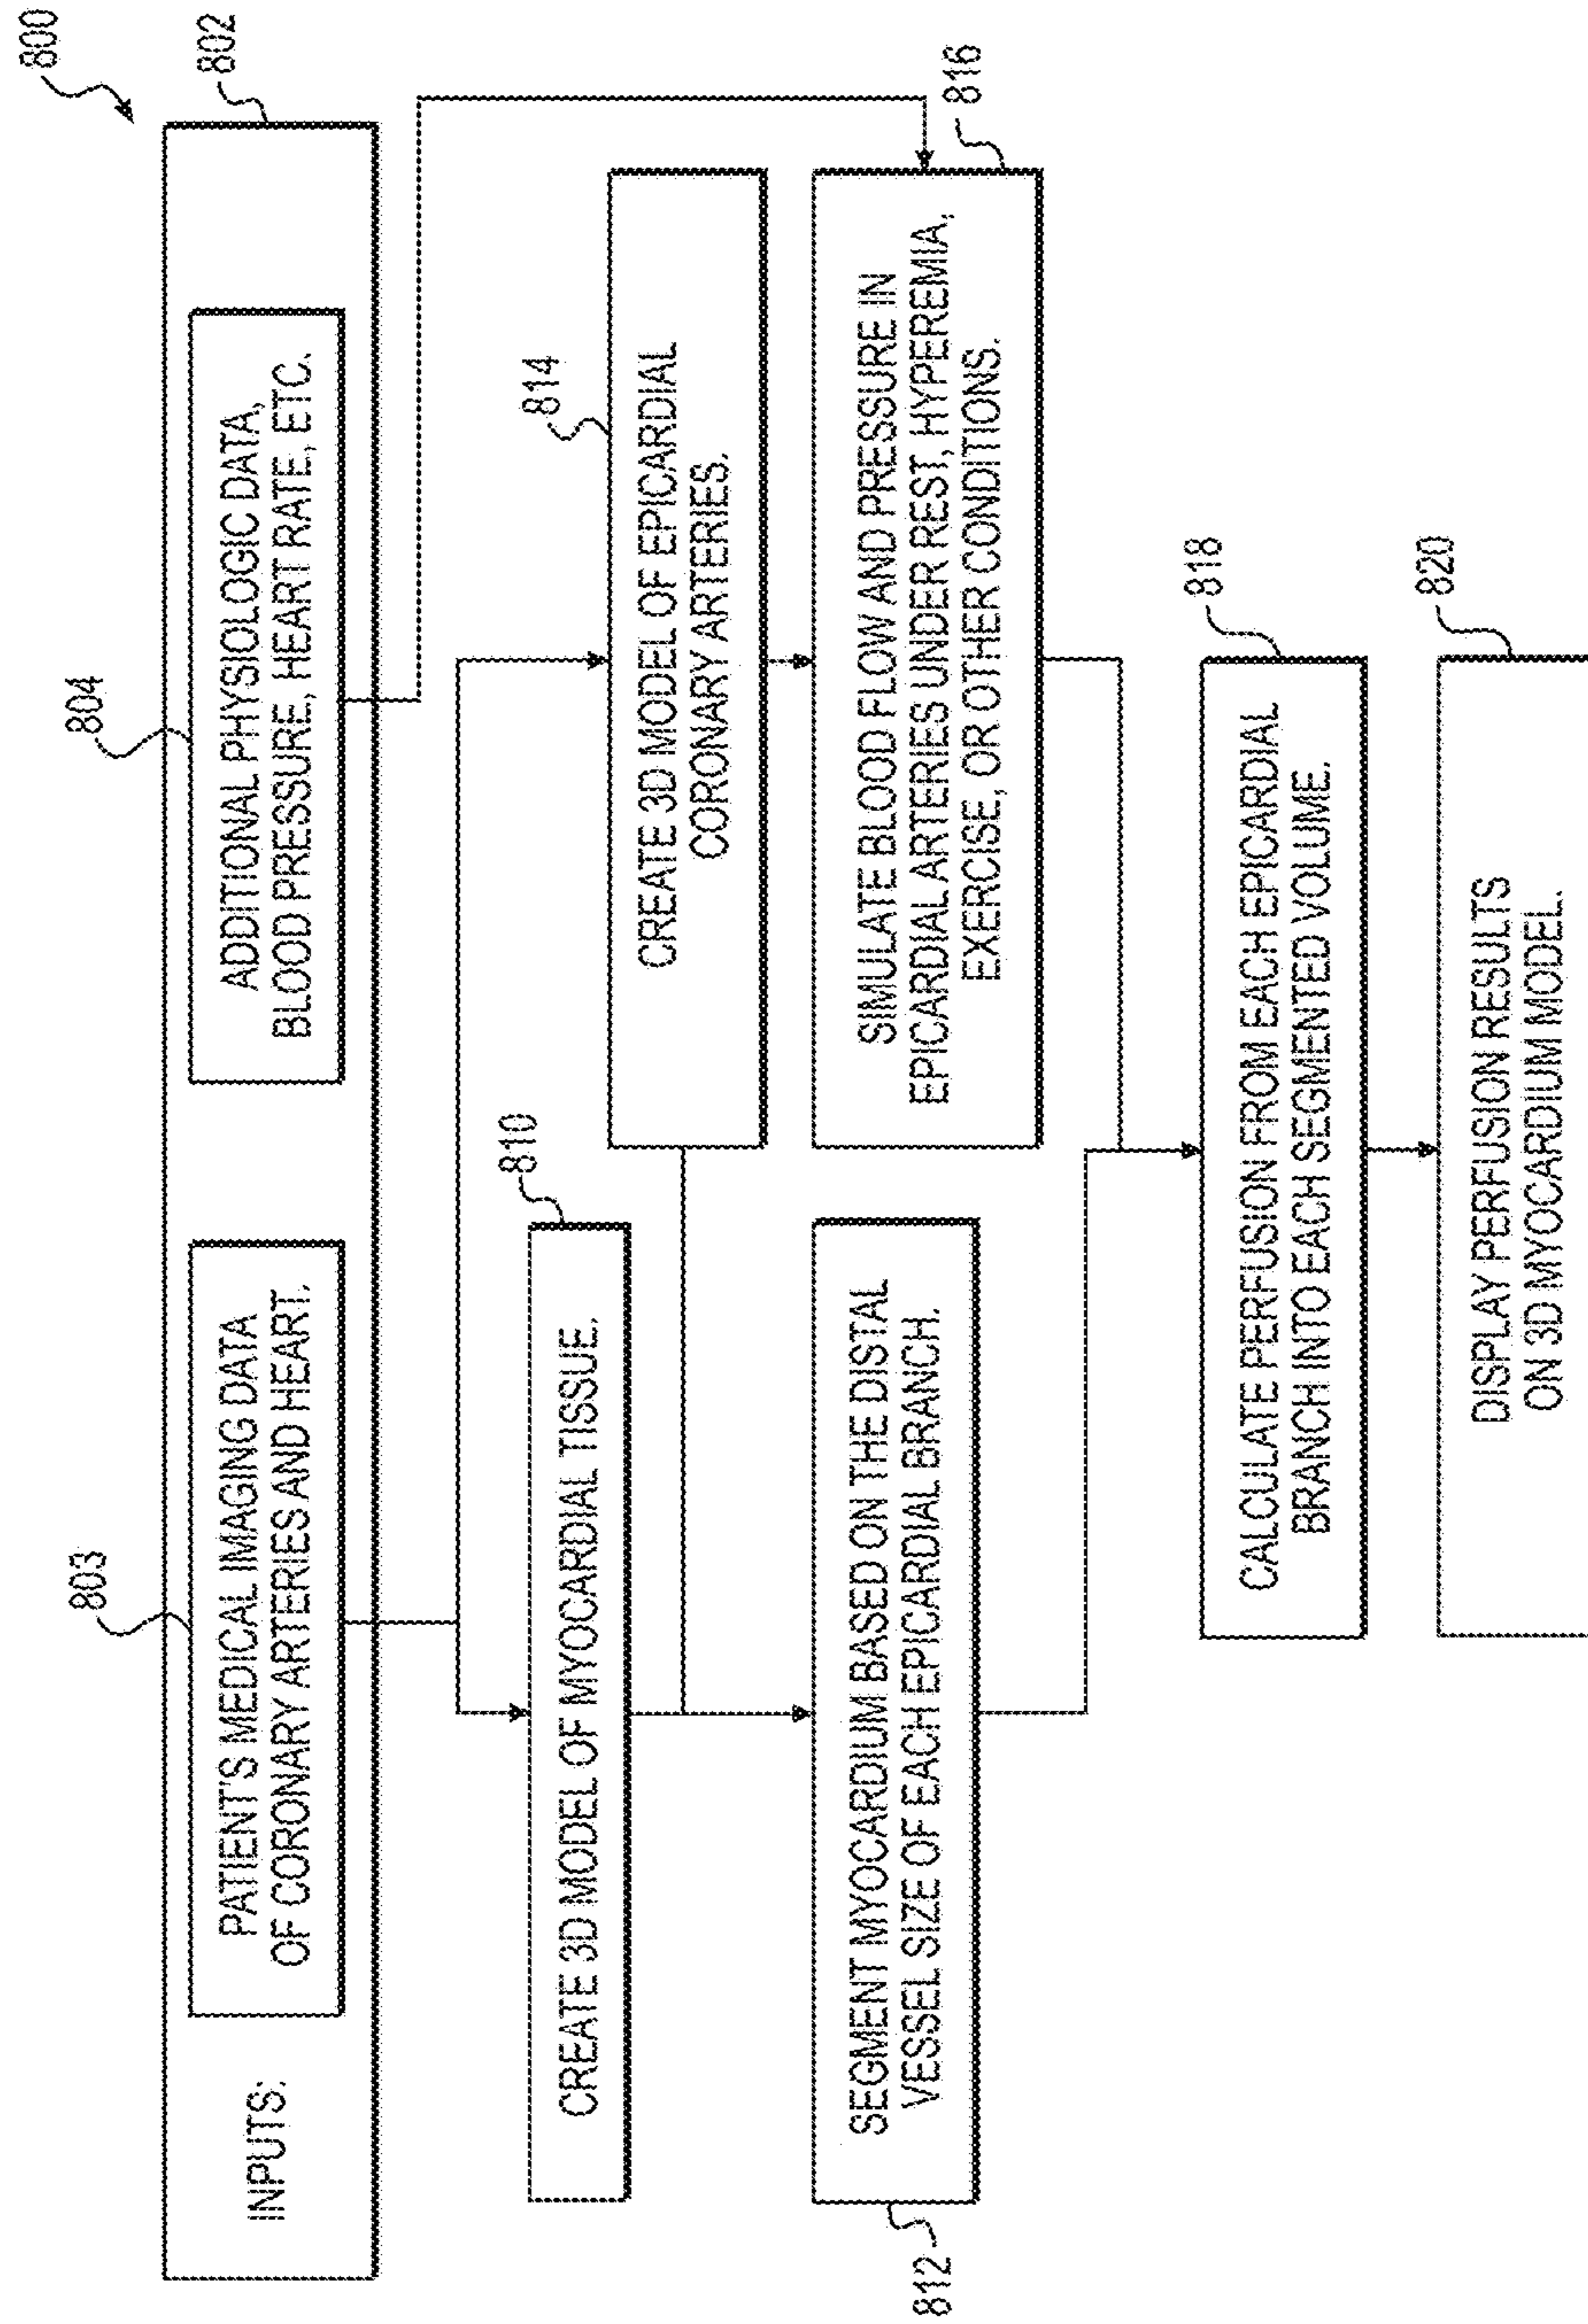 800
802
INPUTS:
803
PATIENT'S MEDICAL IMAGING DATA
OF CORONARY ARTERIES AND HEART.
804
ADDITIONAL PHYSIOLOGIC DATA,
BLOOD PRESSURE, HEART RATE, ETC.
810
CREATE 3D MODEL OF MYOCARDIAL TISSUE.
814
CREATE 3D MODEL OF EPICARDIAL
CORONARY ARTERIES.
812
SEGMENT MYOCARDIUM BASED ON THE DISTAL
VESSEL SIZE OF EACH EPICARDIAL BRANCH.
816
SIMULATE BLOOD FLOW AND PRESSURE IN
EPICARDIAL ARTERIES UNDER REST, HYPEREMIA,
EXERCISE, OR OTHER CONDITIONS.
818
CALCULATE PERFUSION FROM EACH EPICARDIAL
BRANCH INTO EACH SEGMENTED VOLUME.
820
DISPLAY PERFUSION RESULTS
ON 3D MYOCARDIUM MODEL.